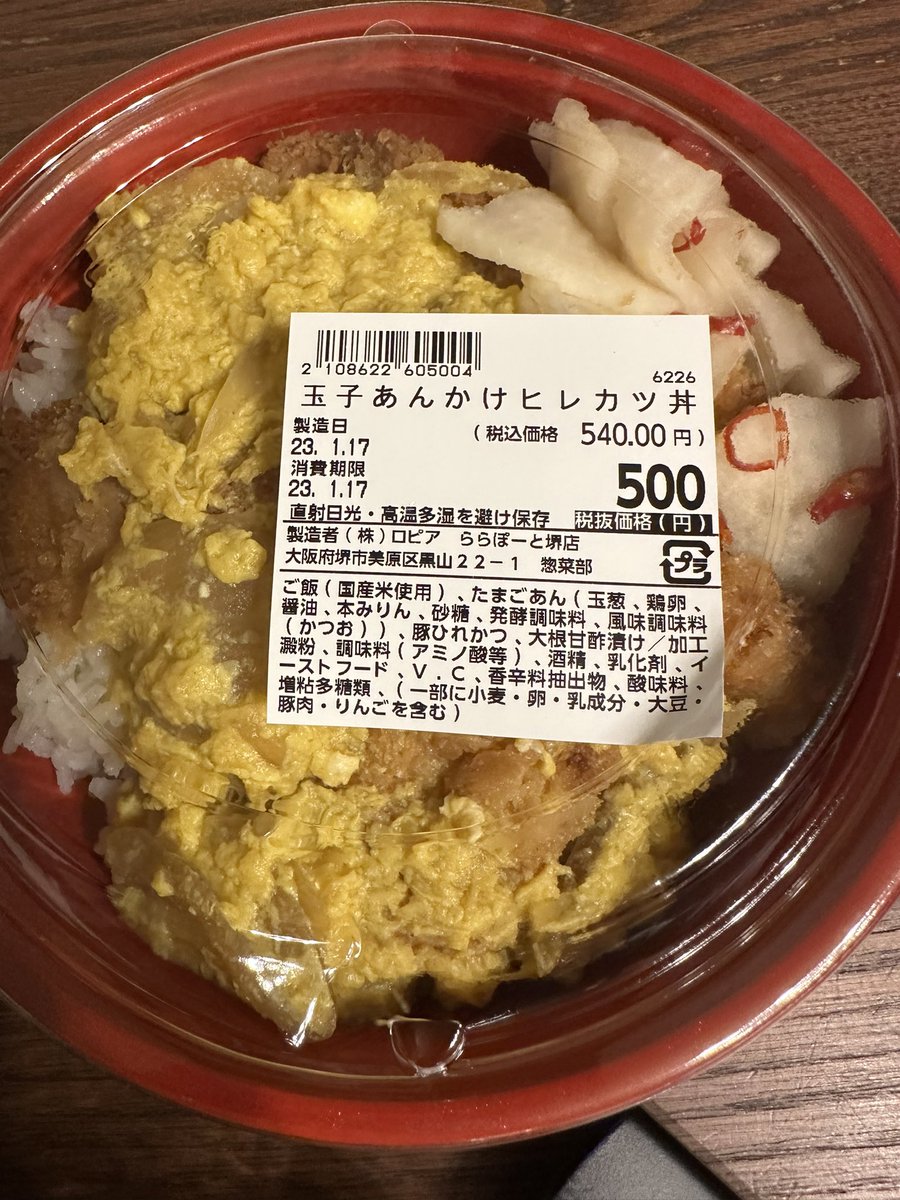 2 108622 605004
6226
玉子あんかけヒレカツ丼
製造日
23. 1.17
(税込価格 540.00円)
消費期限
23. 1.17
500
直射日光・高温多湿を避け保存 税抜価格(円)
製造者(株)ロピア ららぽーと堺店
大阪府堺市美原区黒山22-1 惣菜部
プラ
ご飯(国産米使用)、たまごあん(玉葱、鶏卵、
醤油、本みりん、砂糖、発酵調味料、風味調味料
(かつお))、豚ひれかつ、大根甘酢漬け/加工
澱粉、調味料(アミノ酸等)、酒精、乳化剤、イ
ーストフード、V.C、香辛料抽出物、酸味料、
増粘多糖類、(一部に小麦・卵・乳成分・大豆・
豚肉・りんごを含む)